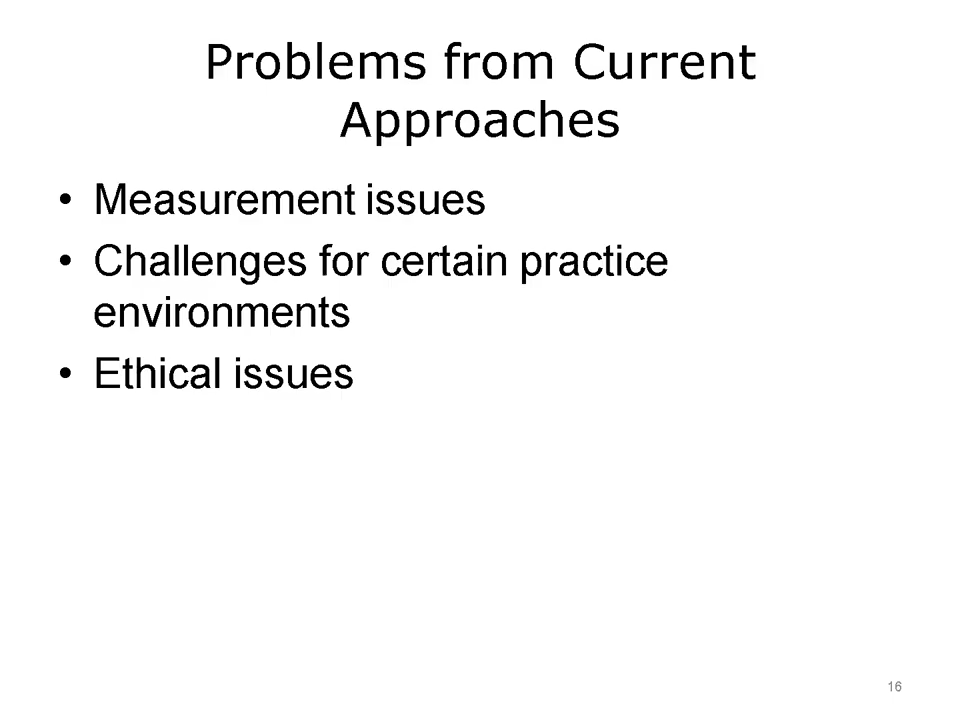 Problems from Current
Approaches
• Measurement issues
• Challenges for certain practice
environments
• Ethical issues
16